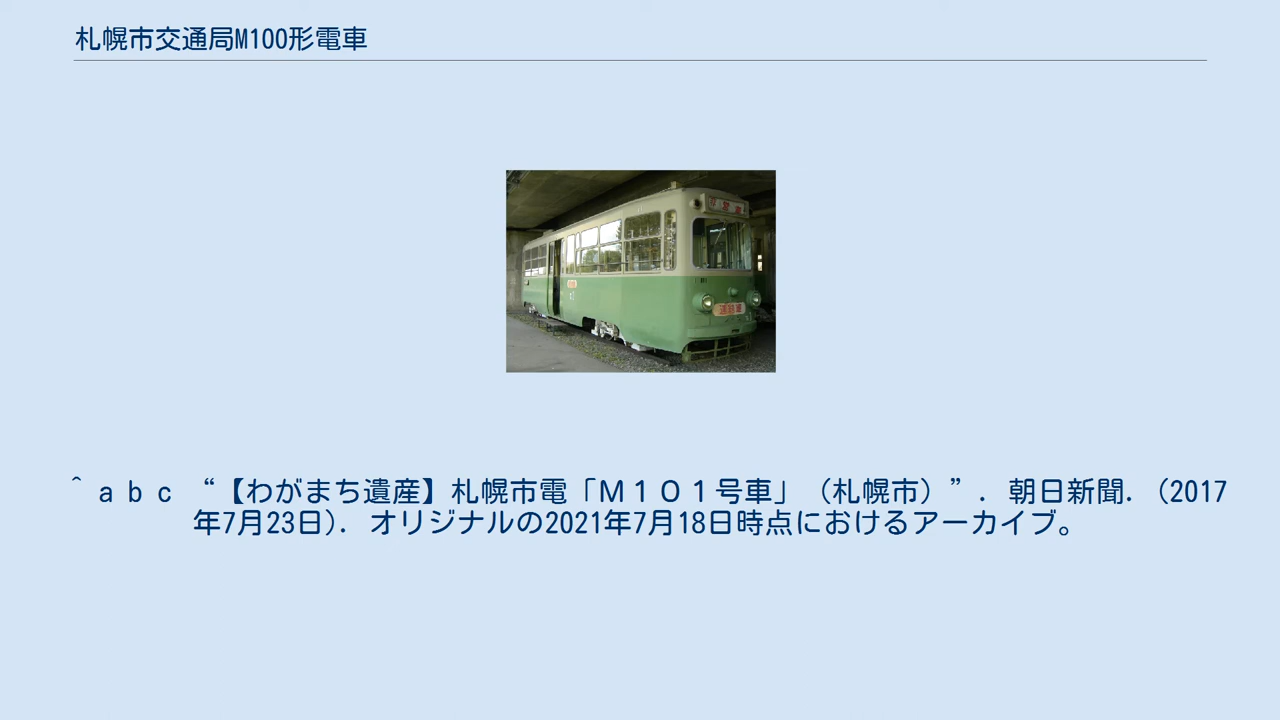 札幌市交通局M100形電車
^ a b c “【わがまち遺産】札幌市電「Ｍ１０１号車」（札幌市）”. 朝日新聞. (2017
年7月23日). オリジナルの2021年7月18日時点におけるアーカイブ。